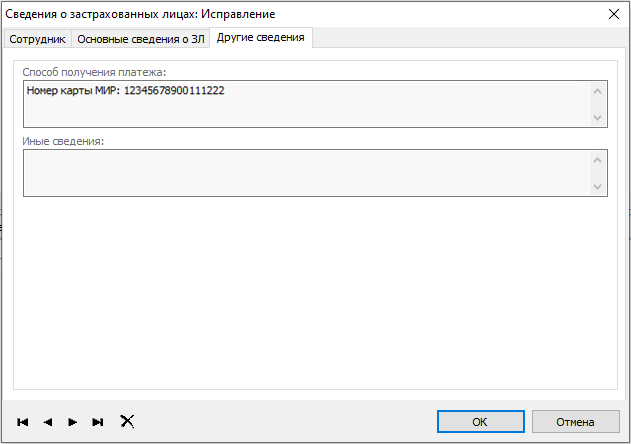 Сведения о застрахованных лицах: Исправление
Сотрудник Основные сведения о ЗЛ Другие сведения
Способ получения платежа:
Номер карты МИР: 12345678900111222
Иные сведения:
ОК Отмена